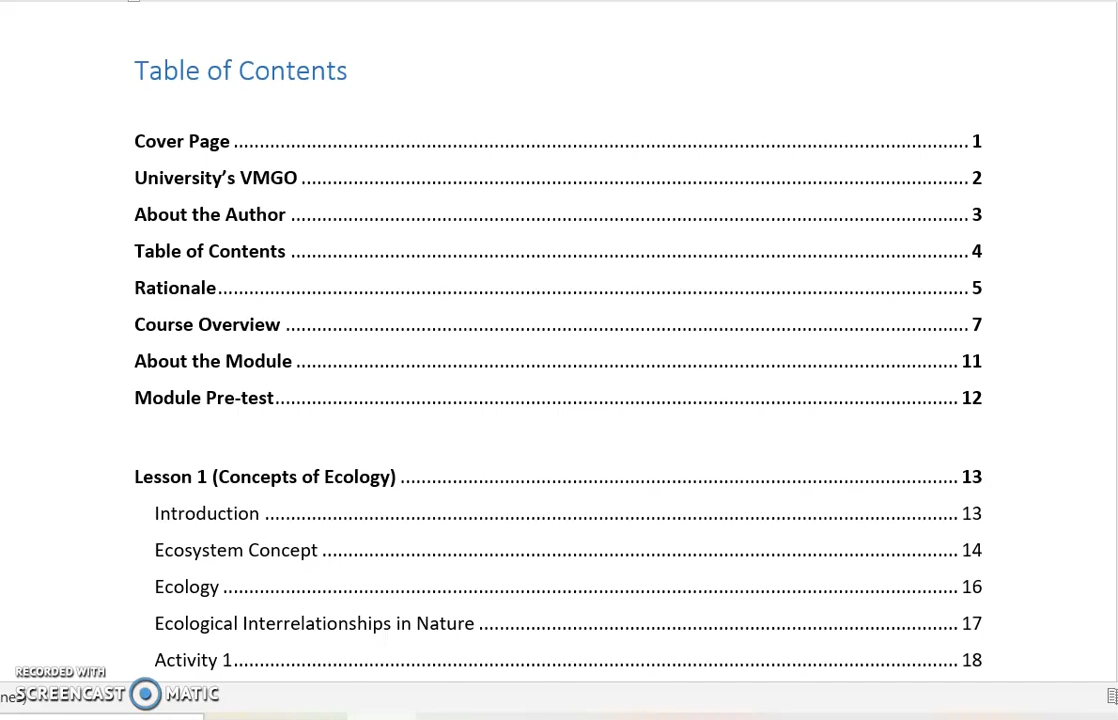 Table of Contents
Cover Page ........................................................................................................ 1
University's VMGO ........................................................................................................ 2
About the Author ........................................................................................................ 3
Table of Contents ........................................................................................................ 4
Rationale ........................................................................................................ 5
Course Overview ........................................................................................................ 7
About the Module ........................................................................................................ 11
Module Pre-test ........................................................................................................ 12
Lesson 1 (Concepts of Ecology) ........................................................................................................ 13
Introduction ........................................................................................................ 13
Ecosystem Concept ........................................................................................................ 14
Ecology ........................................................................................................ 16
Ecological Interrelationships in Nature ........................................................................................................ 17
Activity 1 ........................................................................................................ 18
RECORDED WITH
SCREENCAST MATIC